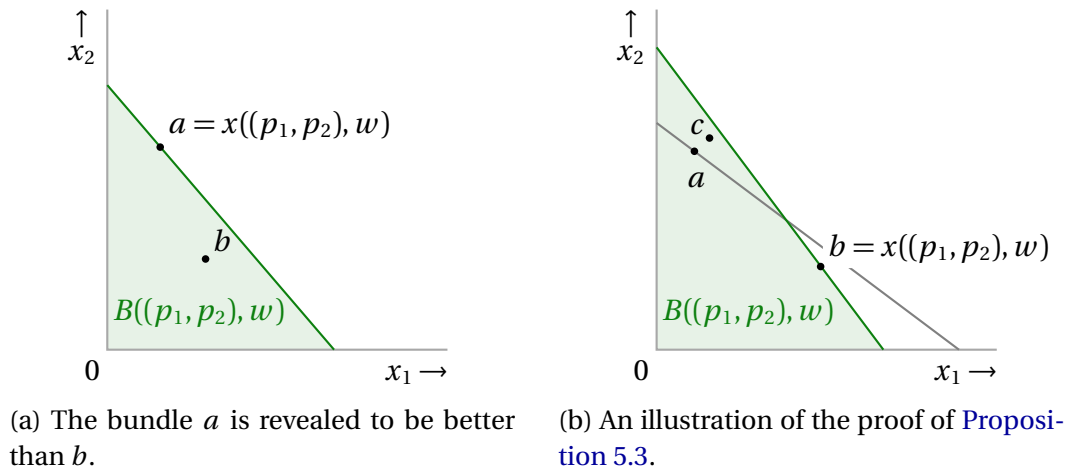 ↑
x₂
a = x((p₁, p₂), w)
b
B((p₁, p₂), w)
0
x₁ →
(a) The bundle a is revealed to be better
than b.
↑
x₂
c
a
b = x((p₁, p₂), w)
B((p₁, p₂), w)
0
x₁ →
(b) An illustration of the proof of Proposi-
tion 5.3.